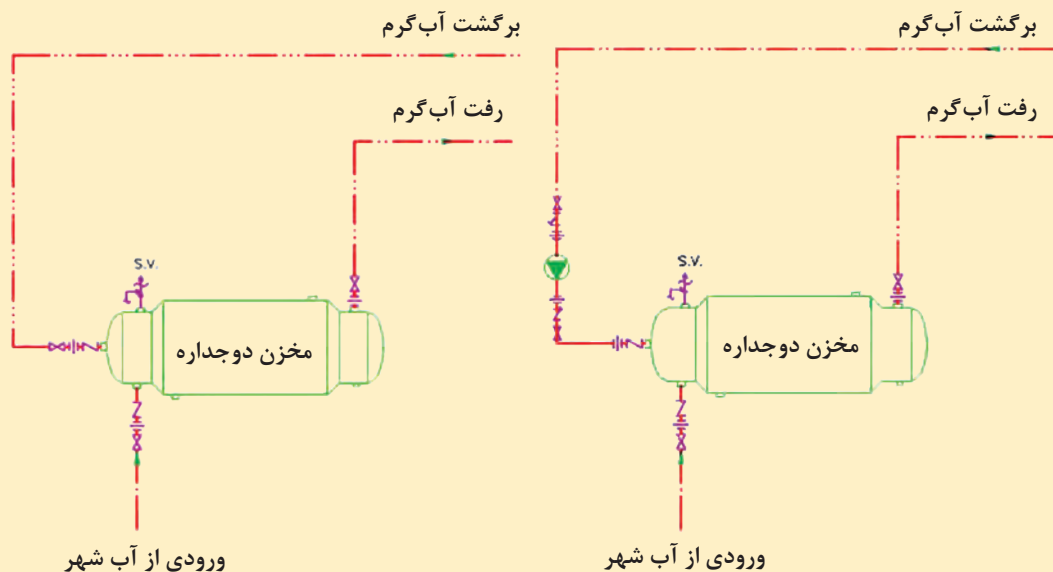 برگشت آب‌گرم
برگشت آب‌گرم
رفت آب‌گرم
رفت آب‌گرم
S.V.
S.V.
مخزن دوجداره
مخزن دوجداره
ورودی از آب شهر
ورودی از آب شهر